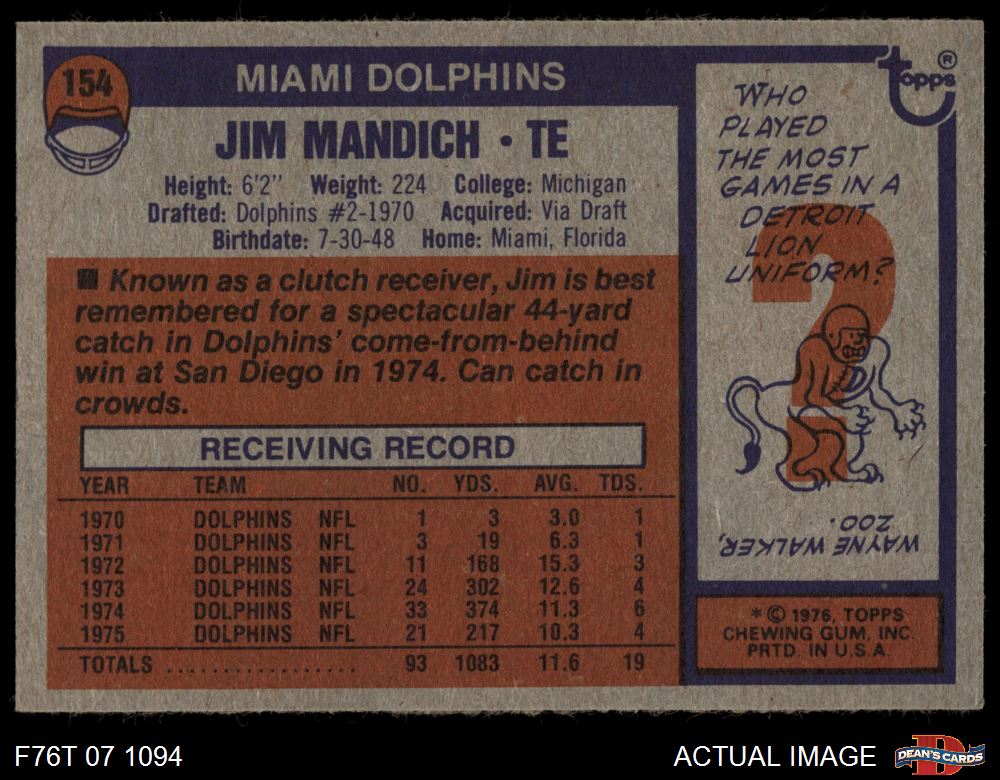 154
MIAMI DOLPHINS
JIM MANDICH • TE
Height: 6'2" Weight: 224 College: Michigan
Drafted: Dolphins #2-1970 Acquired: Via Draft
Birthdate: 7-30-48 Home: Miami, Florida
■ Known as a clutch receiver, Jim is best
remembered for a spectacular 44-yard
catch in Dolphins' come-from-behind
win at San Diego in 1974. Can catch in
crowds.
RECEIVING RECORD
YEAR TEAM NO. YDS. AVG. TDS.
1970 DOLPHINS NFL 1 3 3.0 1
1971 DOLPHINS NFL 3 19 6.3 1
1972 DOLPHINS NFL 11 168 15.3 3
1973 DOLPHINS NFL 24 302 12.6 4
1974 DOLPHINS NFL 33 374 11.3 6
1975 DOLPHINS NFL 21 217 10.3 4
TOTALS .................. 93 1083 11.6 19
topps ®
WHO
PLAYED
THE MOST
GAMES IN A
DETROIT
LION
UNIFORM?
?
WAYNE WALKER,
200.
* © 1976, TOPPS
CHEWING GUM, INC.
PRTD. IN U.S.A.
F76T 07 1094
ACTUAL IMAGE
D
DEAN'S CARDS